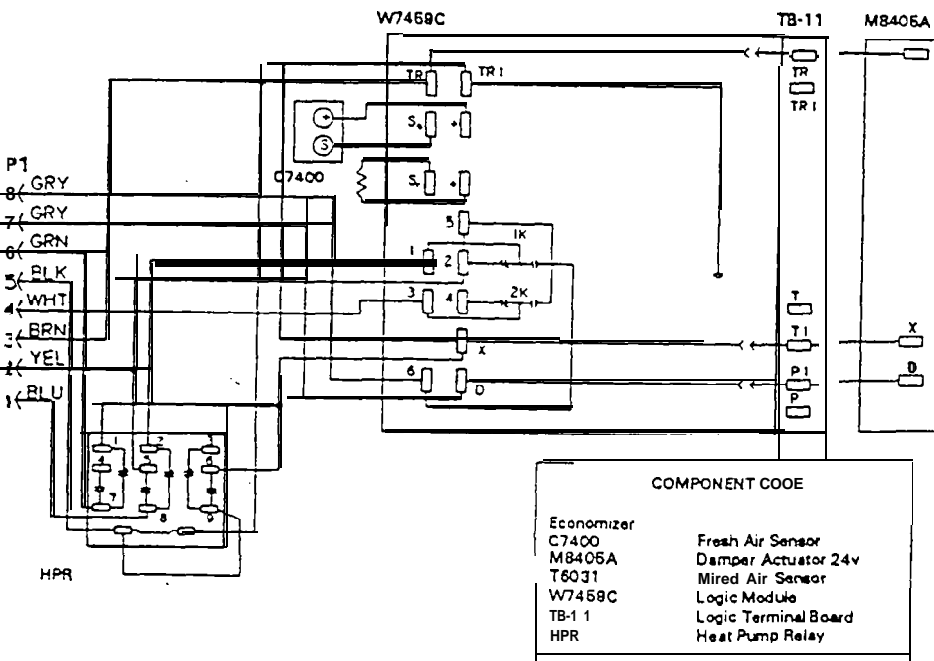 W7459C TB-11 M8405A
TR TR1 TR
TR1
+ S+ +
S
C7400 S+ +
P1
8 GRY
7 GRY
6 GRN
5 BLK
4 WHT
3 BRN
2 YEL
1 BLU
5 1K
1 2
3 4 2K
X
6 D
T
T1 X
P1 D
P
1 2 3
4 5 6
7 8 9
HPR
COMPONENT COOE
Economizer
C7400 Fresh Air Sensor
M8405A Damper Actuator 24v
T6031 Mired Air Sensor
W7459C Logic Module
TB-1 1 Logic Terminal Board
HPR Heat Pump Relay